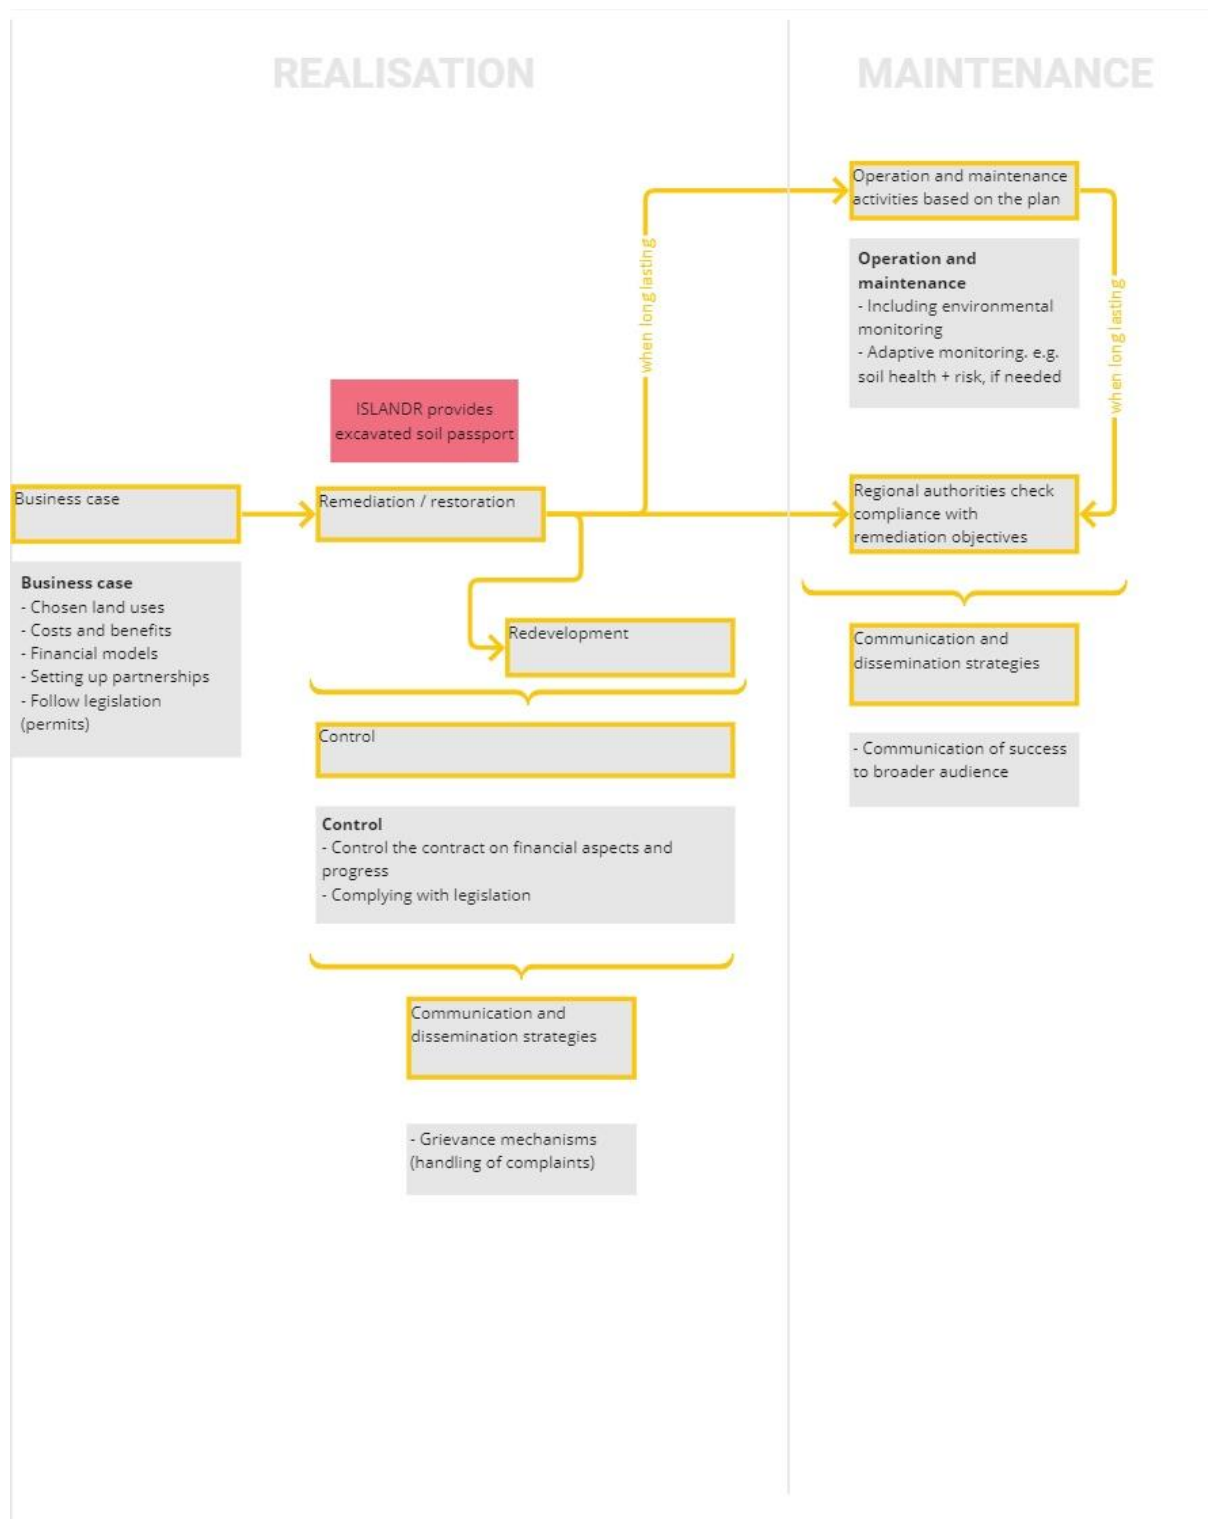 REALISATION
MAINTENANCE
Operation and maintenance
activities based on the plan
when long lasting
Operation and
maintenance
- Including environmental
monitoring
- Adaptive monitoring. e.g.
soil health + risk, if needed
when long lasting
ISLANDR provides
excavated soil passport
Business case
Remediation / restoration
Regional authorities check
compliance with
remediation objectives
Business case
- Chosen land uses
- Costs and benefits
- Financial models
- Setting up partnerships
- Follow legislation
(permits)
Redevelopment
Communication and
dissemination strategies
Control
- Communication of success
to broader audience
Control
- Control the contract on financial aspects and
progress
- Complying with legislation
Communication and
dissemination strategies
- Grievance mechanisms
(handling of complaints)